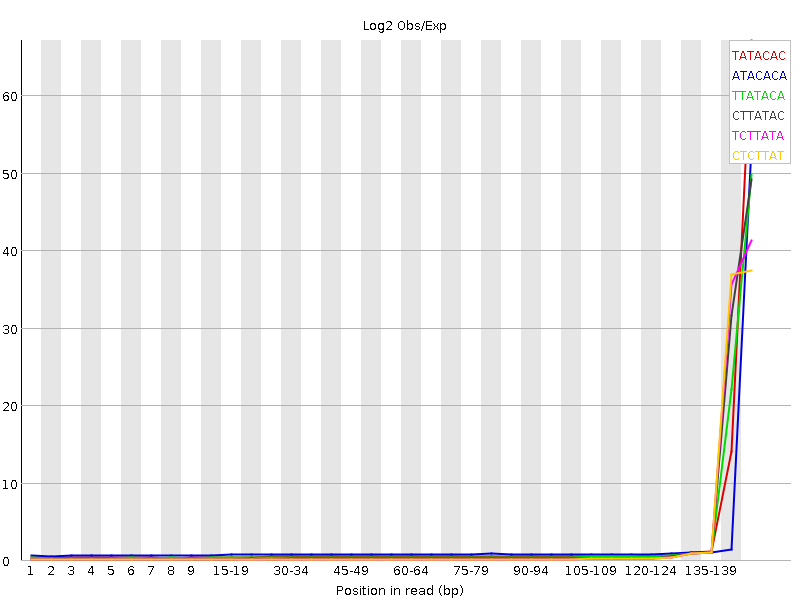 Log2 Obs/Exp
TATACAC
ATACACA
TTATACA
CTTATAC
TCTTATA
CTCTTAT
60
50
40
30
20
10
0
1 2 3 4 5 6 7 8 9 15-19 30-34 45-49 60-64 75-79 90-94 105-109 120-124 135-139
Position in read (bp)